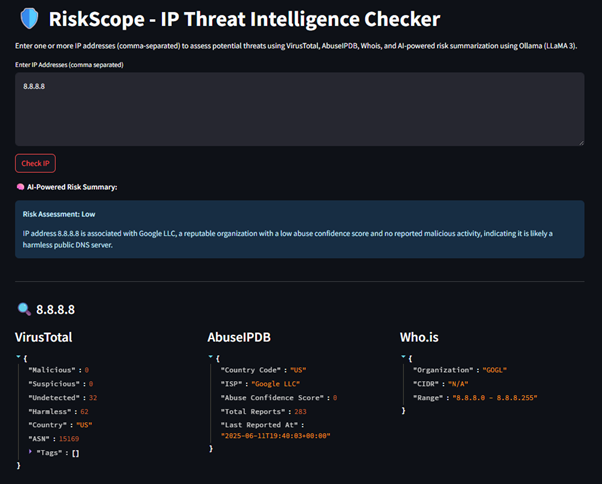 RiskScope - IP Threat Intelligence Checker
Enter one or more IP addresses (comma-separated) to assess potential threats using VirusTotal, AbuseIPDB, Whois, and AI-powered risk summarization using Ollama (LLaMA 3).
Enter IP Addresses (comma separated)
8.8.8.8
Check IP
AI-Powered Risk Summary:
Risk Assessment: Low
IP address 8.8.8.8 is associated with Google LLC, a reputable organization with a low abuse confidence score and no reported malicious activity, indicating it is likely a
harmless public DNS server.
8.8.8.8
VirusTotal
{
"Malicious" : 0
"Suspicious" : 0
"Undetected" : 32
"Harmless" : 62
"Country" : "US"
"ASN" : 15169
"Tags" : []
}
AbuseIPDB
{
"Country Code" : "US"
"ISP" : "Google LLC"
"Abuse Confidence Score" : 0
"Total Reports" : 283
"Last Reported At" :
"2025-06-11T19:40:03+00:00"
}
Who.is
{
"Organization" : "GOGL"
"CIDR" : "N/A"
"Range" : "8.8.8.0 - 8.8.8.255"
}